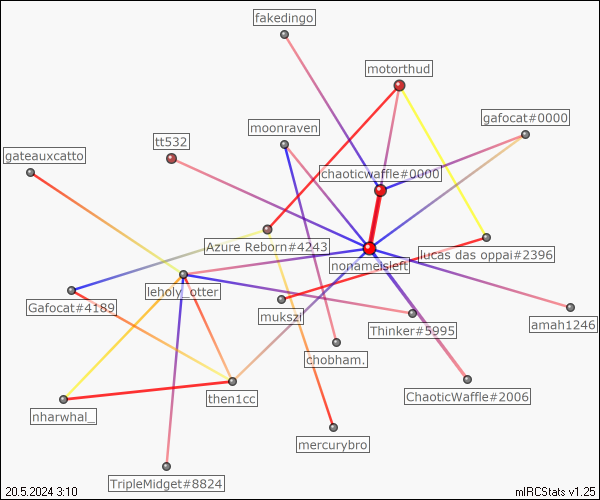 fakedingo
motorthud
gafocat#0000
moonraven
tt532
gateauxcatto
chaoticwaffle#0000
Azure Reborn#4243
lucas das oppai#2396
nonameisleft
leholy_otter
Gafocat#4189
mukszi
Thinker#5995
amah1246
chobham.
ChaoticWaffle#2006
then1cc
nharwhal_
mercurybro
TripleMidget#8824
20.5.2024 3:10
mIRCStats v1.25